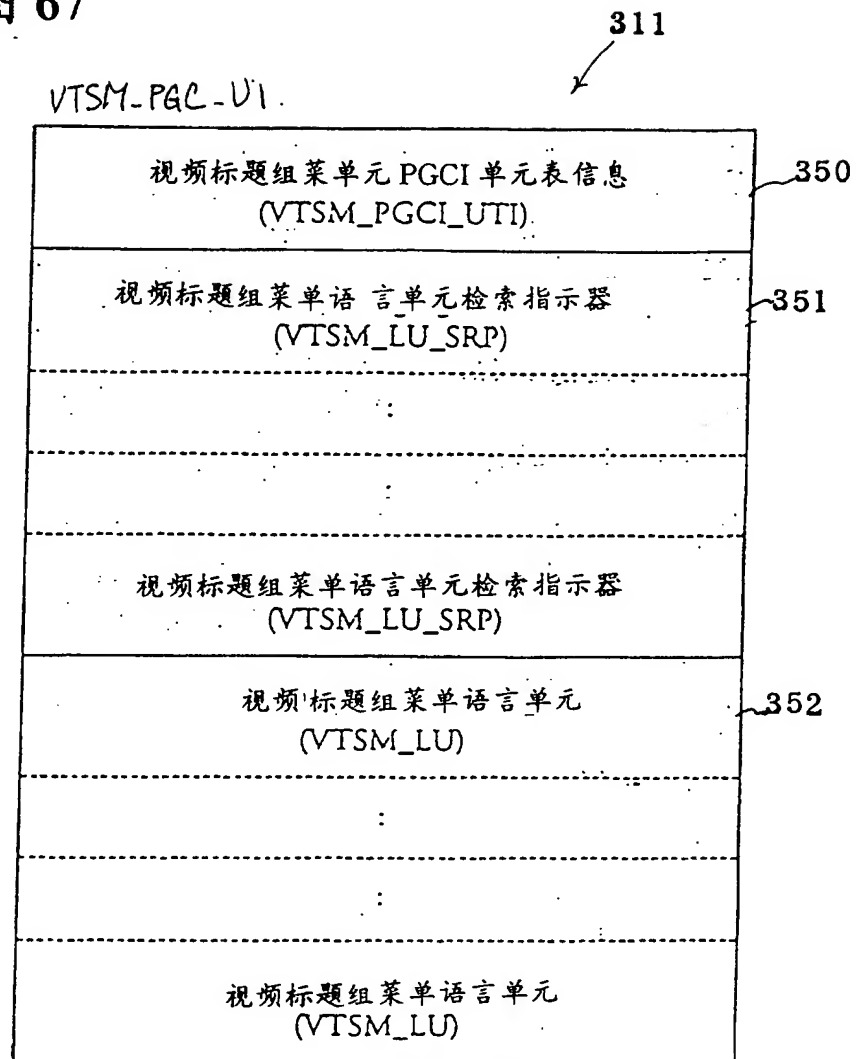 图 67
311
VTSM-PGC-UI.
视频标题组菜单元 PGCI 单元表信息
(VTSM_PGCI_UTI)
350
视频标题组菜单语 言单元检索指示器
(VTSM_LU_SRP)
351
:
:
视频标题组菜单语言单元检索指示器
(VTSM_LU_SRP)
视频标题组菜单语言单元
(VTSM_LU)
352
:
:
视频标题组菜单语言单元
(VTSM_LU)